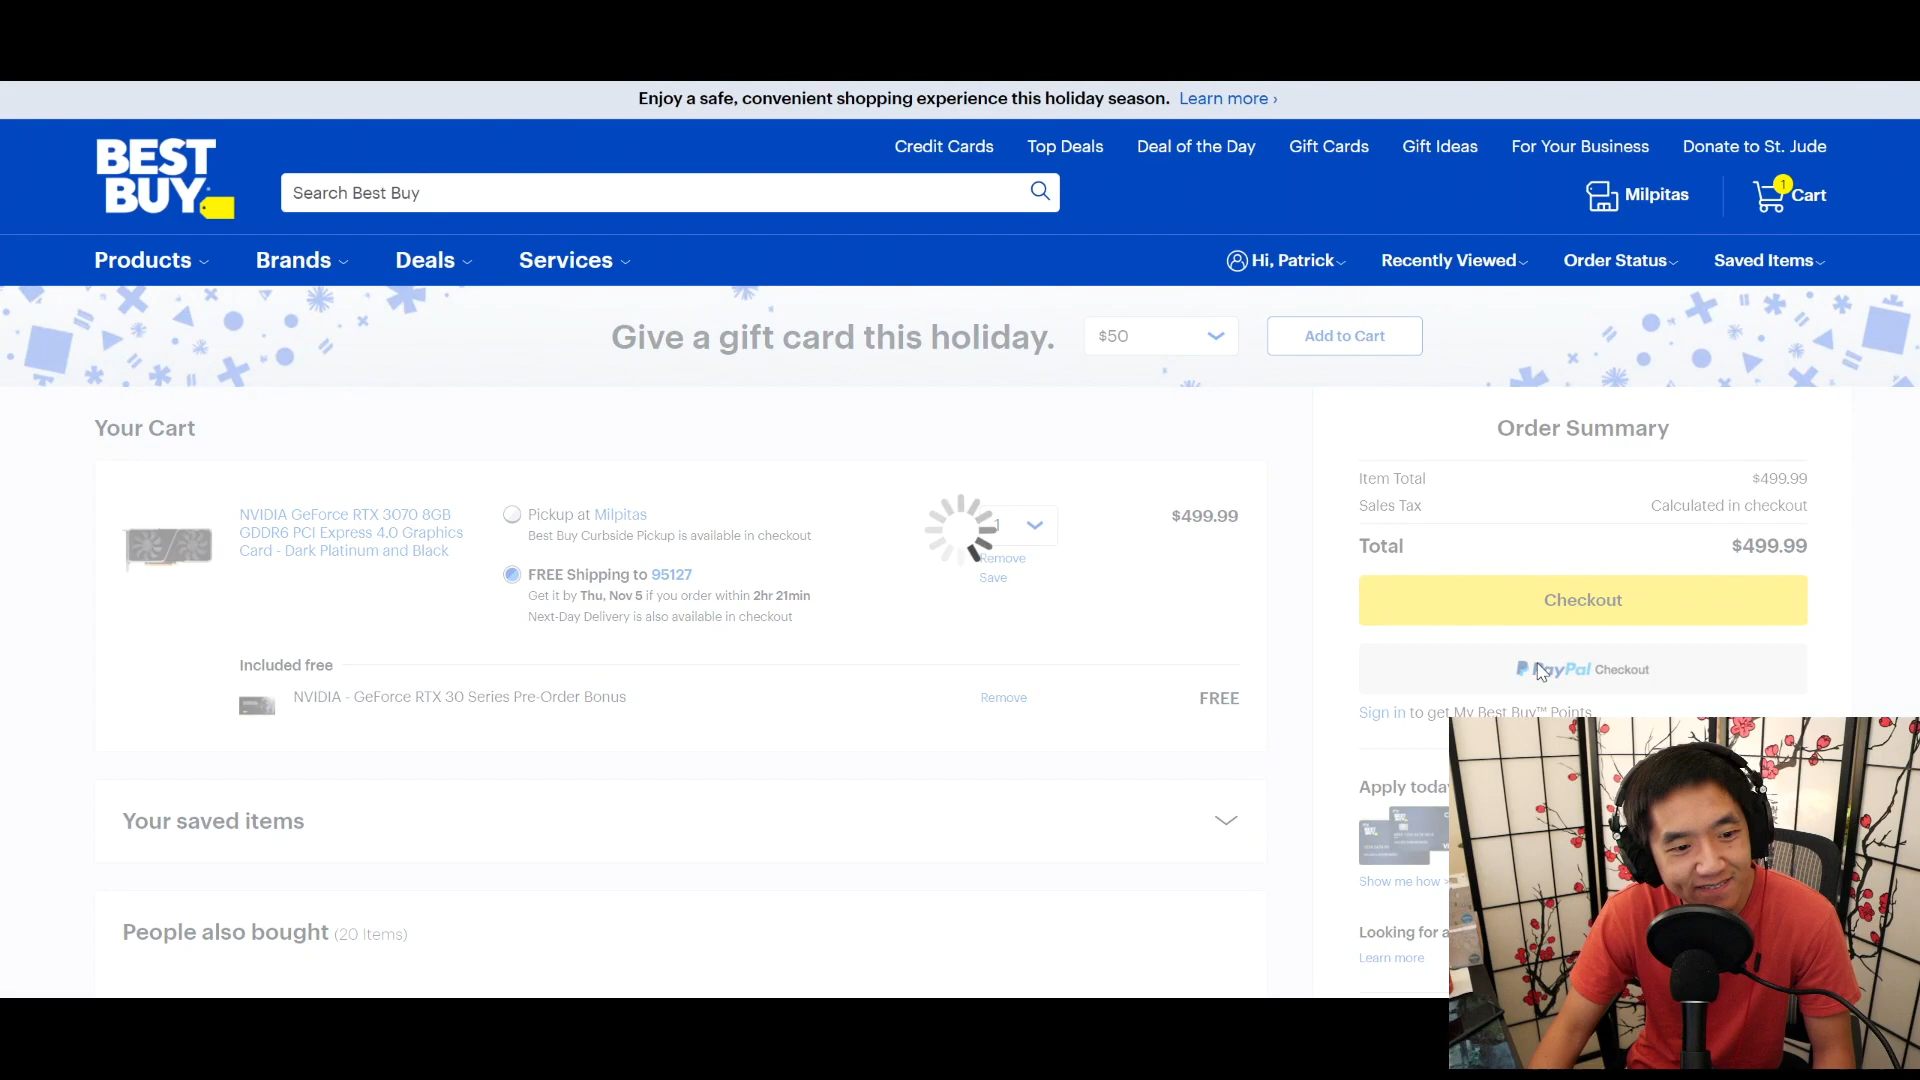 Enjoy a safe, convenient shopping experience this holiday season. Learn more ›
BEST BUY
Credit Cards Top Deals Deal of the Day Gift Cards Gift Ideas For Your Business Donate to St. Jude
Search Best Buy
Milpitas
1
Cart
Products Brands Deals Services Hi, Patrick Recently Viewed Order Status Saved Items
Give a gift card this holiday. $50 Add to Cart
Your Cart
NVIDIA GeForce RTX 3070 8GB
GDDR6 PCI Express 4.0 Graphics
Card - Dark Platinum and Black
Pickup at Milpitas
Best Buy Curbside Pickup is available in checkout
FREE Shipping to 95127
Get it by Thu, Nov 5 if you order within 2hr 21min
Next-Day Delivery is also available in checkout
1
Remove
Save
$499.99
Included free
NVIDIA - GeForce RTX 30 Series Pre-Order Bonus Remove FREE
Your saved items
People also bought (20 Items)
Order Summary
Item Total $499.99
Sales Tax Calculated in checkout
Total $499.99
Checkout
PayPal Checkout
Sign in to get My Best Buy™ Points
Apply toda
Show me how >
Looking for a
Learn more